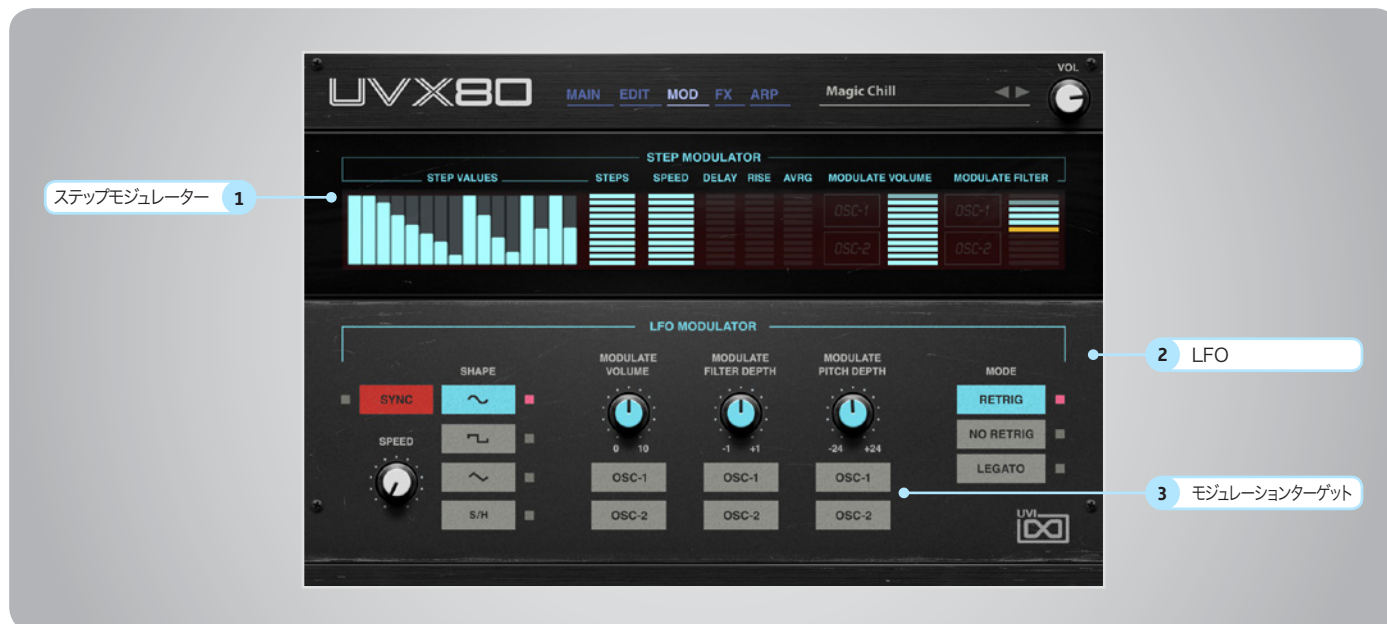 UVX80
MAIN EDIT MOD FX ARP
Magic Chill
VOL
STEP MODULATOR
STEP VALUES STEPS SPEED DELAY RISE AVRG MODULATE VOLUME MODULATE FILTER
ステップモジュレーター 1
OSC-1 OSC-1
OSC-2 OSC-2
LFO MODULATOR
2 LFO
SHAPE
MODULATE VOLUME
MODULATE FILTER DEPTH
MODULATE PITCH DEPTH
MODE
SYNC
RETRIG
SPEED
NO RETRIG
0 10 -1 +1 -24 +24
LEGATO
OSC-1 OSC-1 OSC-1
3 モジュレーションターゲット
S/H
OSC-2 OSC-2 OSC-2
UVI